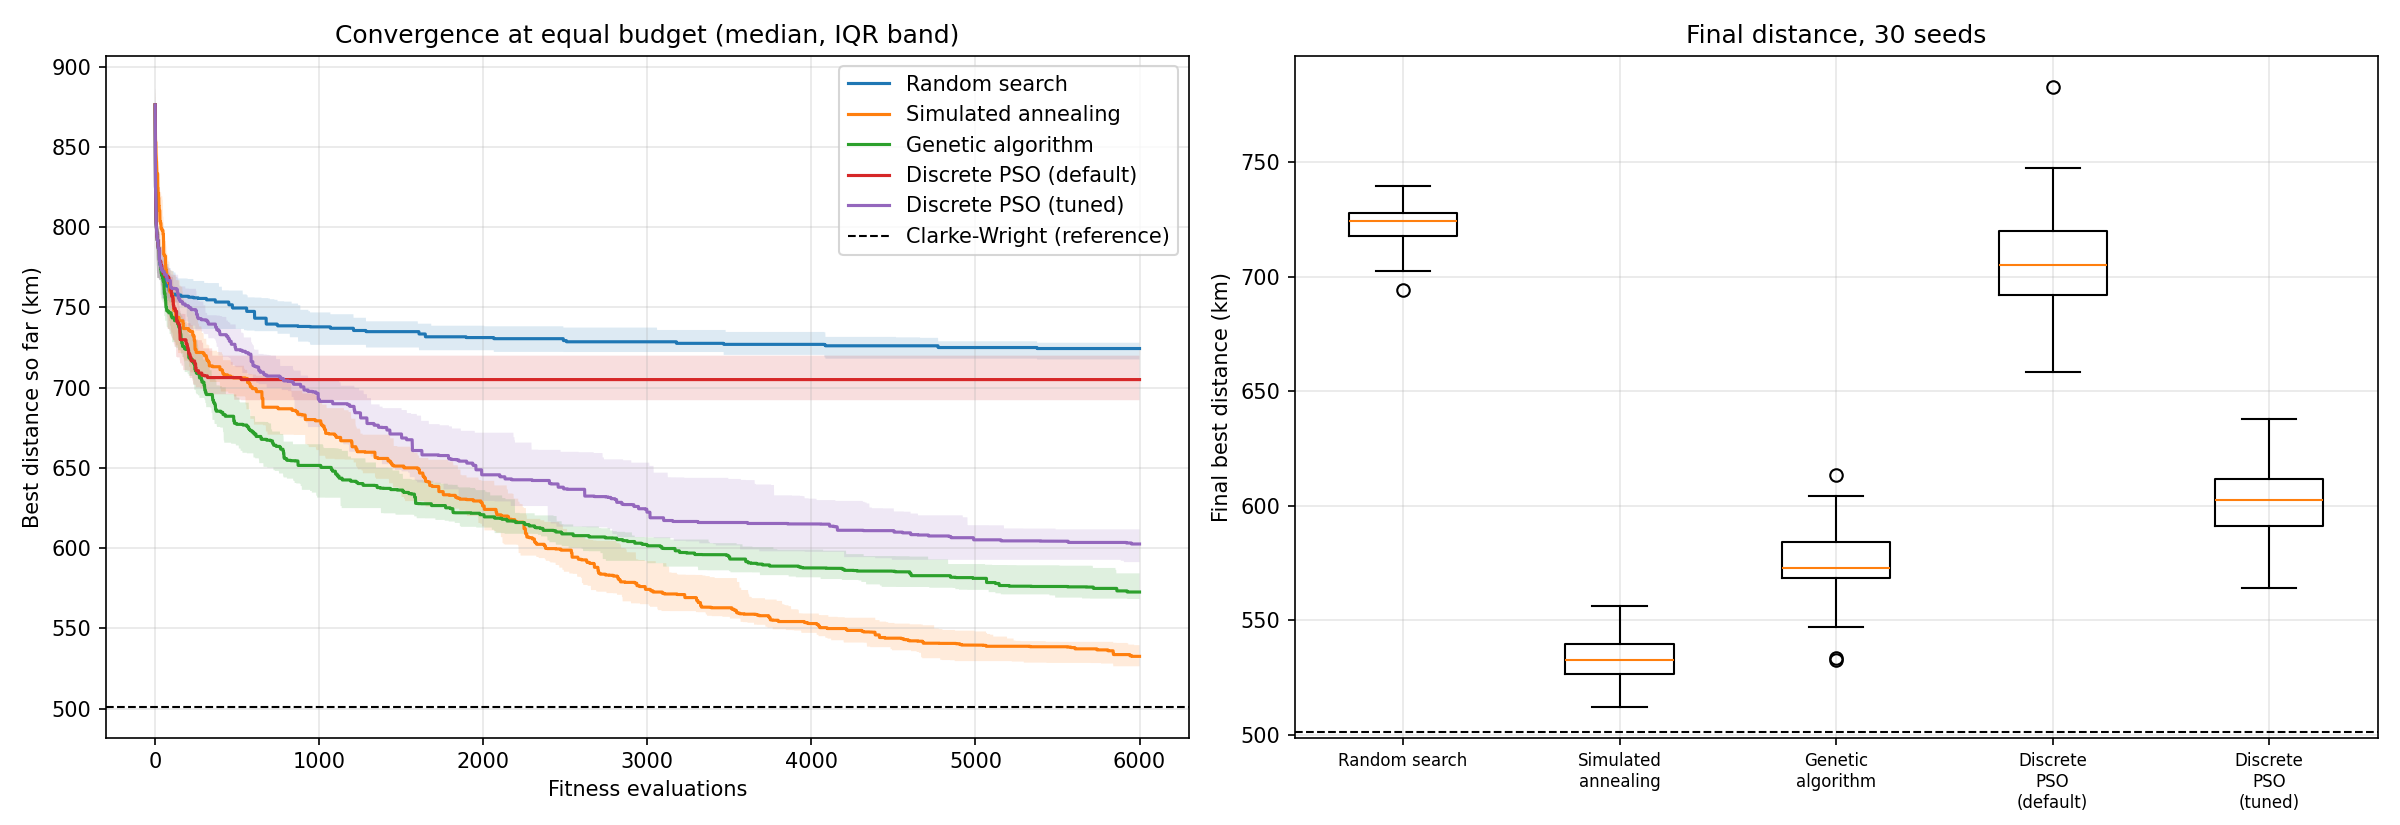 Convergence at equal budget (median, IQR band)
Best distance so far (km)
900
850
800
750
700
650
600
550
500
Random search
Simulated annealing
Genetic algorithm
Discrete PSO (default)
Discrete PSO (tuned)
Clarke-Wright (reference)
0
1000
2000
3000
4000
5000
6000
Fitness evaluations
Final distance, 30 seeds
Final best distance (km)
750
700
650
600
550
500
Random search
Simulated
annealing
Genetic
algorithm
Discrete
PSO
(default)
Discrete
PSO
(tuned)